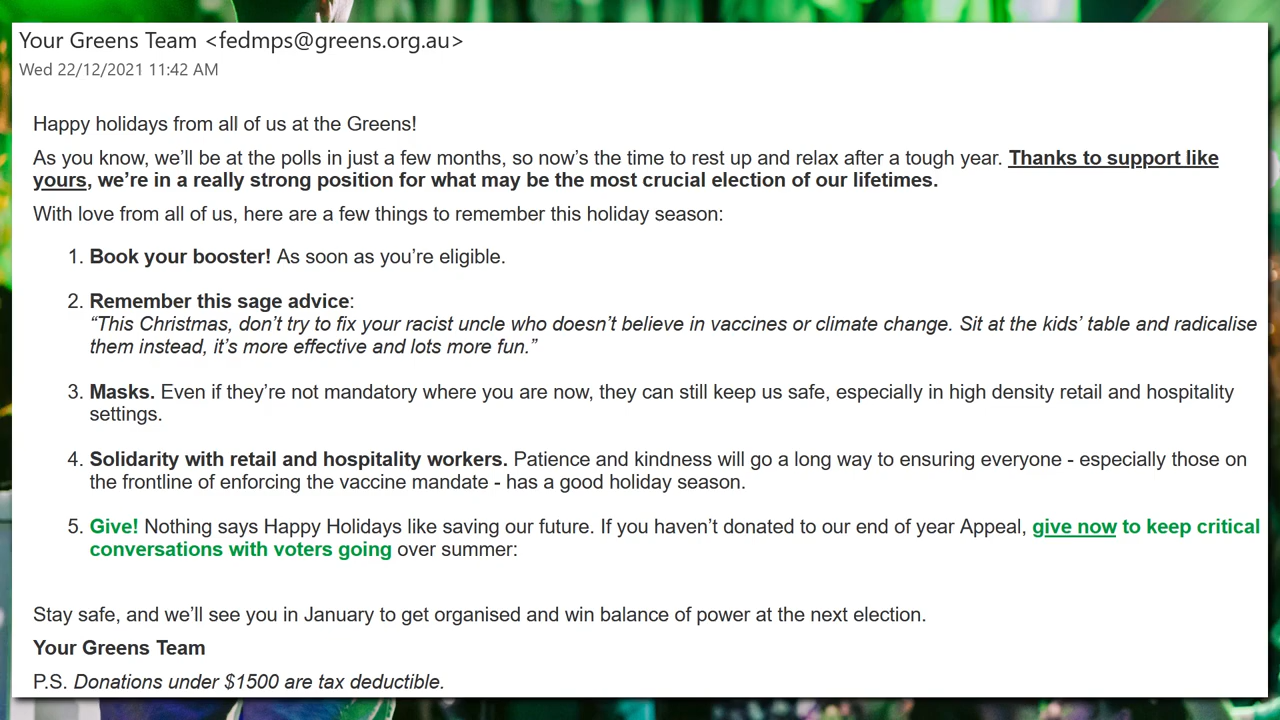 Your Greens Team <fedmps@greens.org.au>
Wed 22/12/2021 11:42 AM
Happy holidays from all of us at the Greens!
As you know, we’ll be at the polls in just a few months, so now’s the time to rest up and relax after a tough year. Thanks to support like
yours, we’re in a really strong position for what may be the most crucial election of our lifetimes.
With love from all of us, here are a few things to remember this holiday season:
1. Book your booster! As soon as you’re eligible.
2. Remember this sage advice:
“This Christmas, don’t try to fix your racist uncle who doesn’t believe in vaccines or climate change. Sit at the kids’ table and radicalise
them instead, it’s more effective and lots more fun.”
3. Masks. Even if they’re not mandatory where you are now, they can still keep us safe, especially in high density retail and hospitality
settings.
4. Solidarity with retail and hospitality workers. Patience and kindness will go a long way to ensuring everyone - especially those on
the frontline of enforcing the vaccine mandate - has a good holiday season.
5. Give! Nothing says Happy Holidays like saving our future. If you haven’t donated to our end of year Appeal, give now to keep critical
conversations with voters going over summer:
Stay safe, and we’ll see you in January to get organised and win balance of power at the next election.
Your Greens Team
P.S. Donations under $1500 are tax deductible.